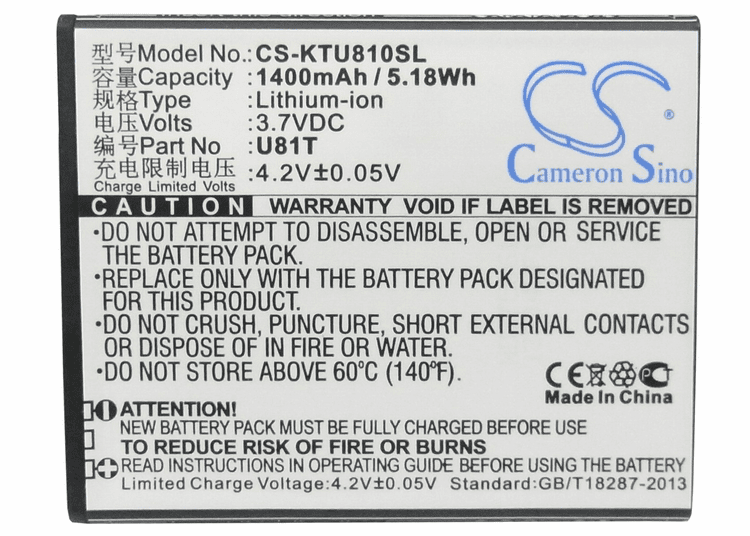 型号Model No.:CS-KTU810SL
容量Capacity :1400mAh / 5.18Wh
规格Type :Lithium-ion
电压Volts :3.7VDC
编号Part No :U81T
充电限制电压 :4.2V±0.05V
Charge Limited Volts
CS
Cameron Sino
CAUTION WARRANTY VOID IF LABEL IS REMOVED
•DO NOT ATTEMPT TO DISASSEMBLE, OPEN OR SERVICE
THE BATTERY PACK.
•REPLACE ONLY WITH THE BATTERY PACK DESIGNATED
FOR THIS PRODUCT.
•DO NOT CRUSH, PUNCTURE, SHORT EXTERNAL CONTACTS
OR DISPOSE OF IN FIRE OR WATER.
•DO NOT STORE ABOVE 60℃ (140℉).
CE
Made In China
ATTENTION!
NEW BATTERY PACK MUST BE FULLY CHARGED BEFORE USE
TO REDUCE RISK OF FIRE OR BURNS
READ INSTRUCTIONS IN OPERATING GUIDE BEFORE USING BATTERY
Limited Charge Voltage:4.2V±0.05V Standard:GB/T18287-2013